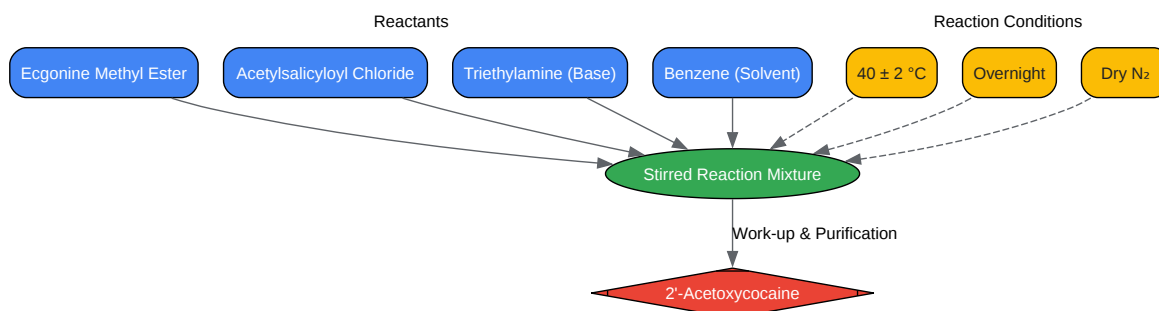 Reactants
Reaction Conditions
Ecgonine Methyl Ester
Acetylsalicyloyl Chloride
Triethylamine (Base)
Benzene (Solvent)
40 ± 2 °C
Overnight
Dry N₂
Stirred Reaction Mixture
Work-up & Purification
2'-Acetoxycocaine